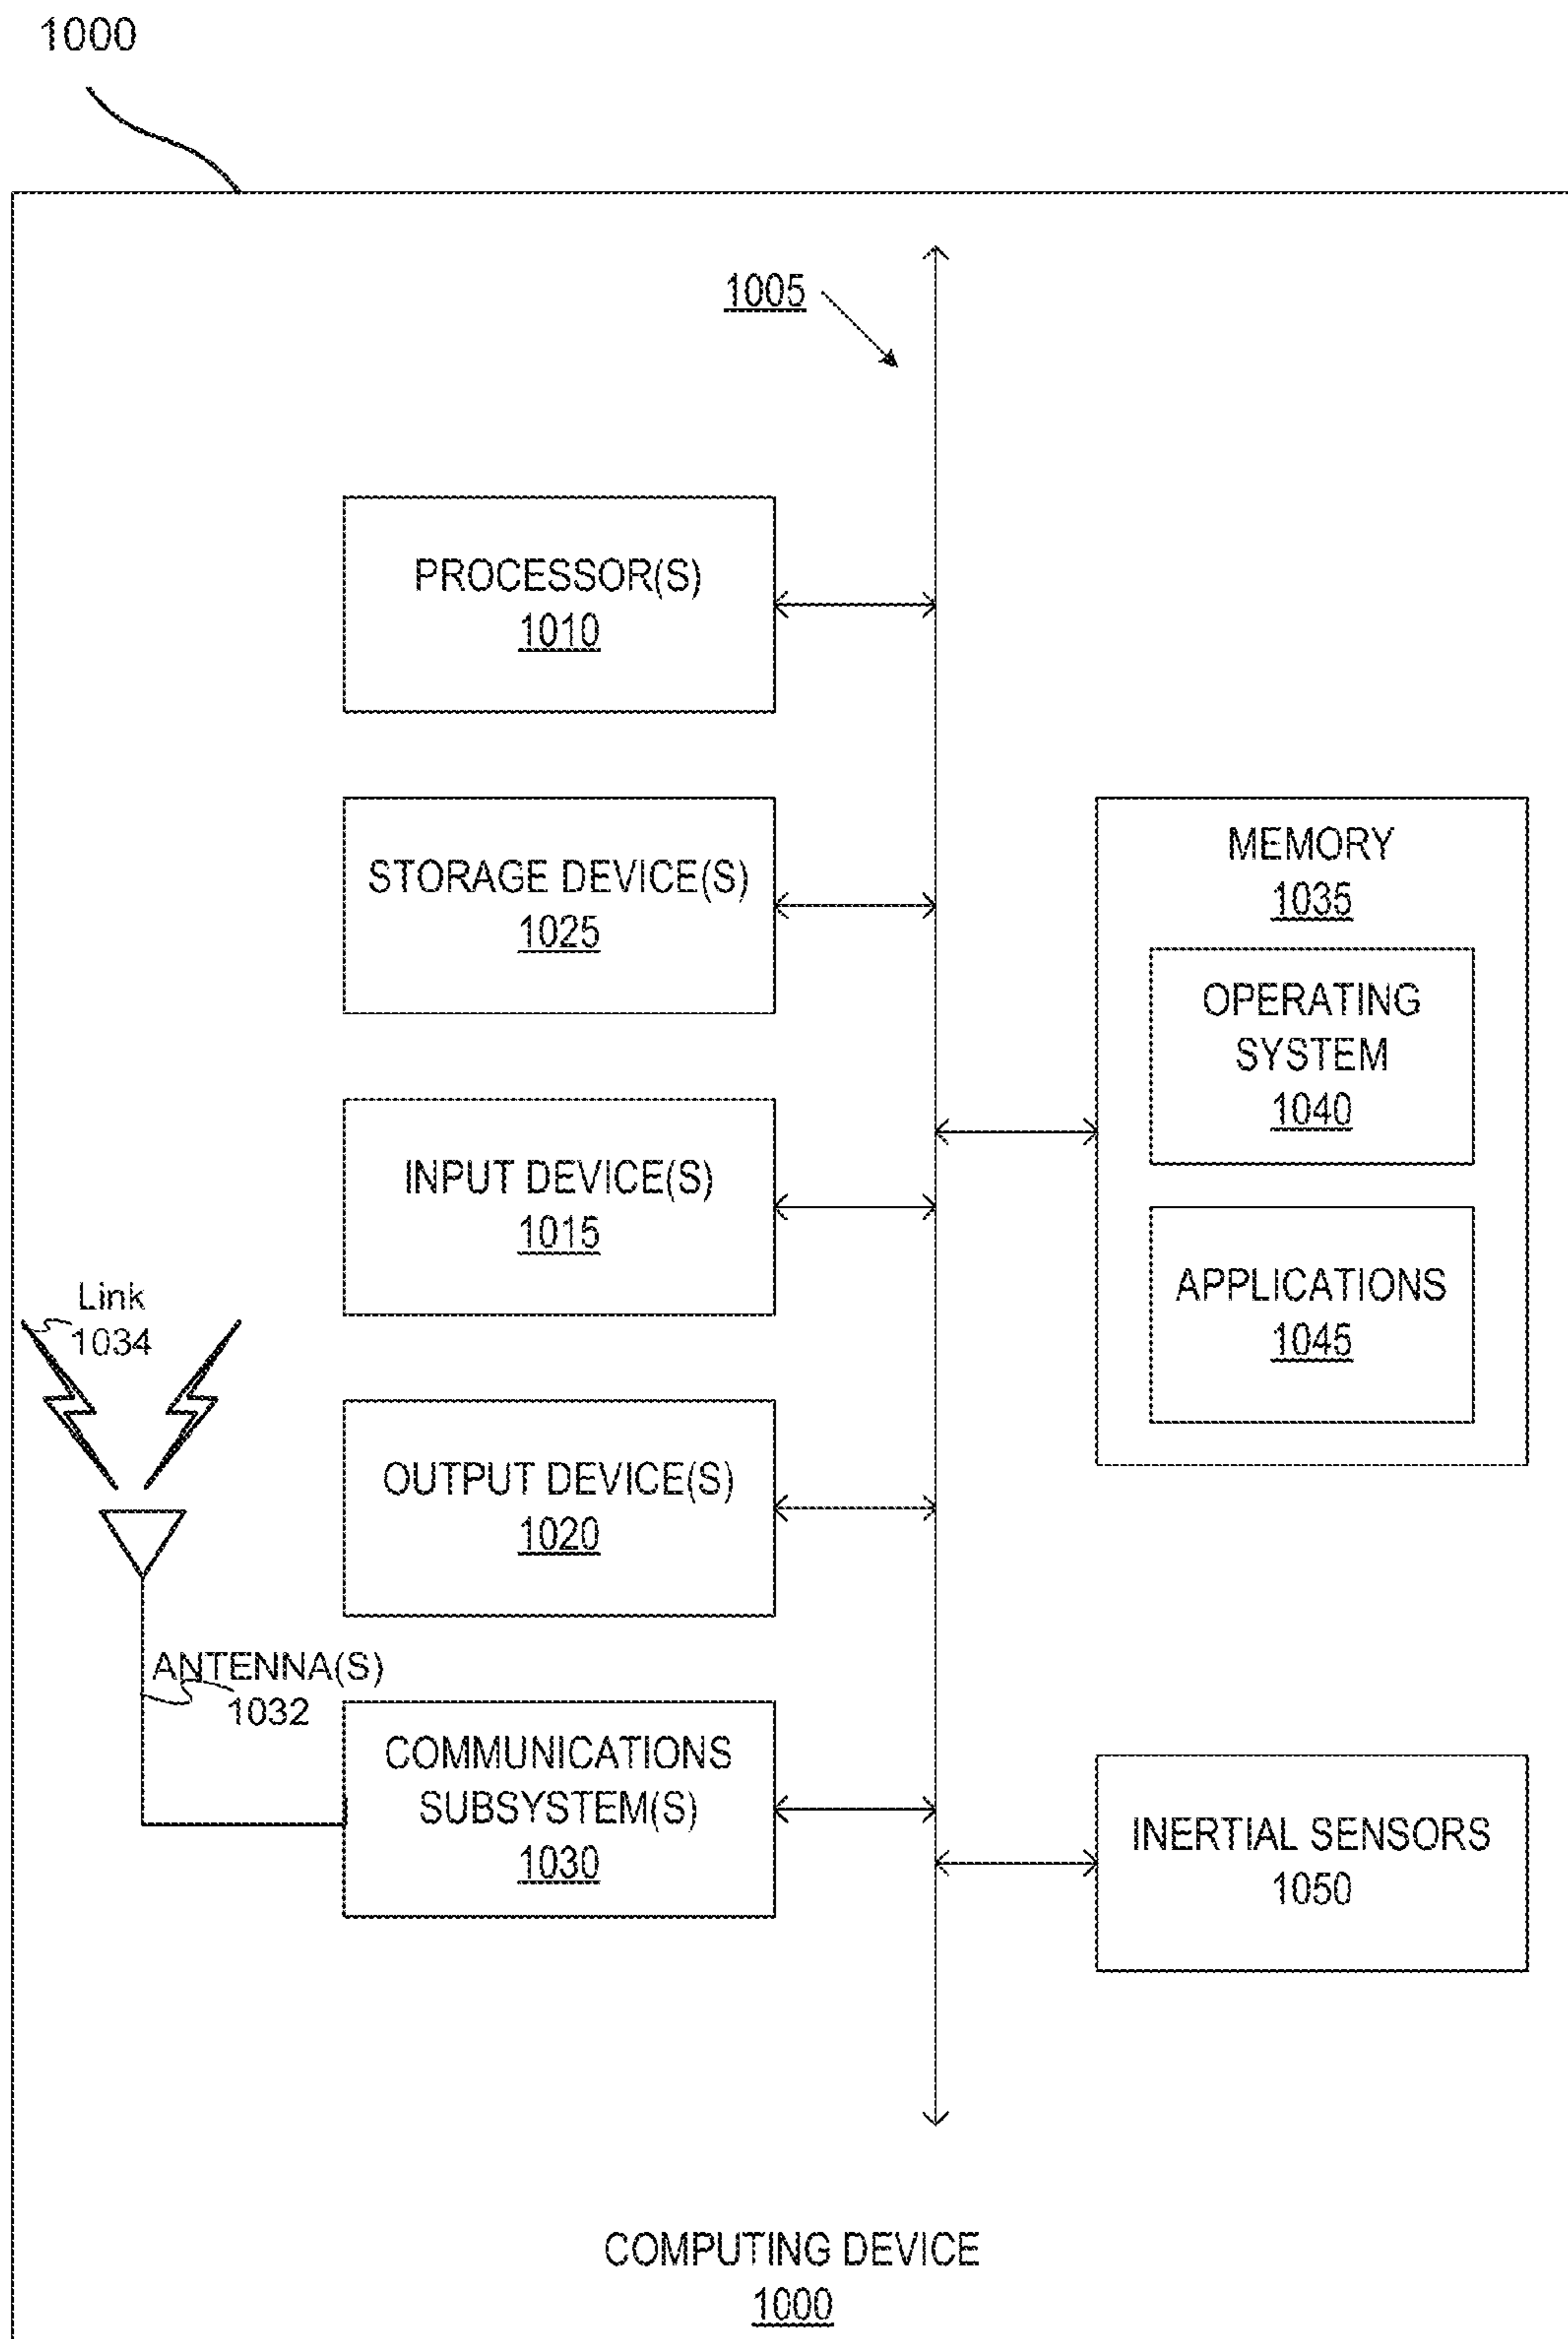 1000
1005
PROCESSOR(S)
1010
STORAGE DEVICE(S)
1025
MEMORY
1035
OPERATING
SYSTEM
1040
INPUT DEVICE(S)
1015
APPLICATIONS
1045
Link
1034
OUTPUT DEVICE(S)
1020
ANTENNA(S)
1032
COMMUNICATIONS
SUBSYSTEM(S)
1030
INERTIAL SENSORS
1050
COMPUTING DEVICE
1000